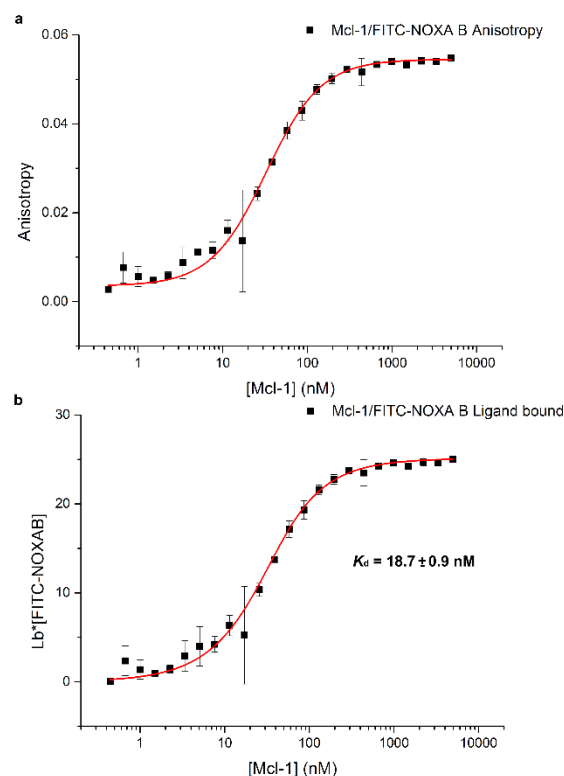 a
Mcl-1/FITC-NOXA B Anisotropy
0.06
0.04
0.02
0.00
Anisotropy
1 10 100 1000 10000
[Mcl-1] (nM)
b
Mcl-1/FITC-NOXA B Ligand bound
30
20
10
0
Lb*[FITC-NOXAB]
Kd = 18.7 ± 0.9 nM
1 10 100 1000 10000
[Mcl-1] (nM)